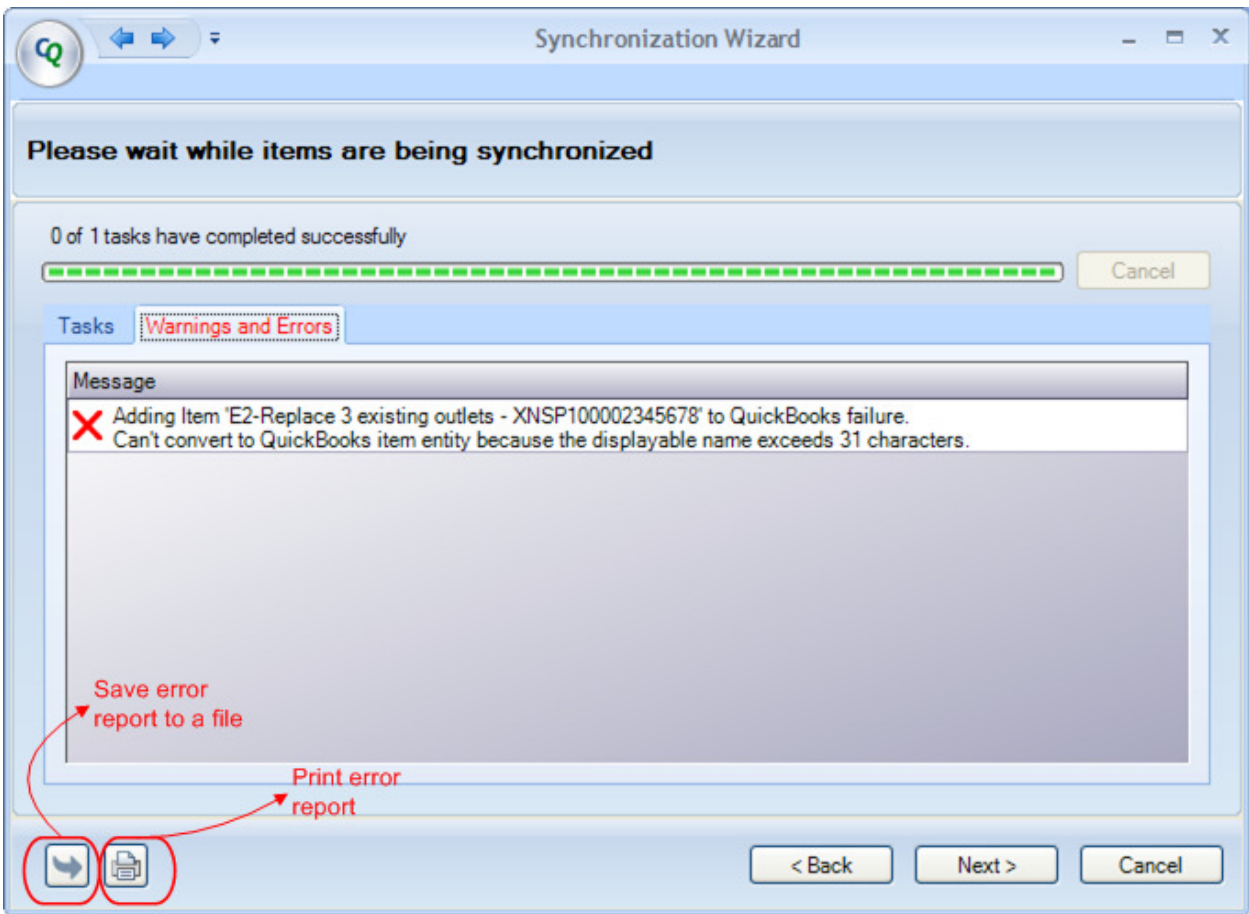 CQ
Synchronization Wizard
Please wait while items are being synchronized
0 of 1 tasks have completed successfully
Cancel
Tasks
Warnings and Errors
Message
Adding Item 'E2-Replace 3 existing outlets - XNSP100002345678' to QuickBooks failure.
Can't convert to QuickBooks item entity because the displayable name exceeds 31 characters.
Save error
report to a file
Print error
report
< Back
Next >
Cancel